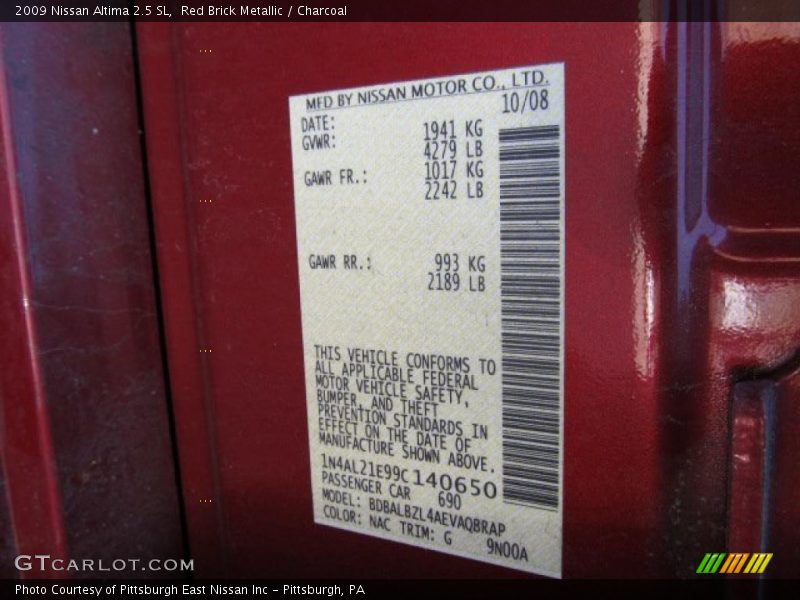 2009 Nissan Altima 2.5 SL,  Red Brick Metallic / Charcoal
MFD BY NISSAN MOTOR CO., LTD.
DATE: 10/08
GVWR: 1941 KG
4279 LB
GAWR FR.: 1017 KG
2242 LB
GAWR RR.: 993 KG
2189 LB
THIS VEHICLE CONFORMS TO
ALL APPLICABLE FEDERAL
MOTOR VEHICLE SAFETY,
BUMPER, AND THEFT
PREVENTION STANDARDS IN
EFFECT ON THE DATE OF
MANUFACTURE SHOWN ABOVE.
1N4AL21E99C140650
PASSENGER CAR 690
MODEL: BDBALBZL4AEVAQBRAP
COLOR: NAC TRIM: G 9N00A
GTCARLOT.COM
Photo Courtesy of Pittsburgh East Nissan Inc - Pittsburgh, PA